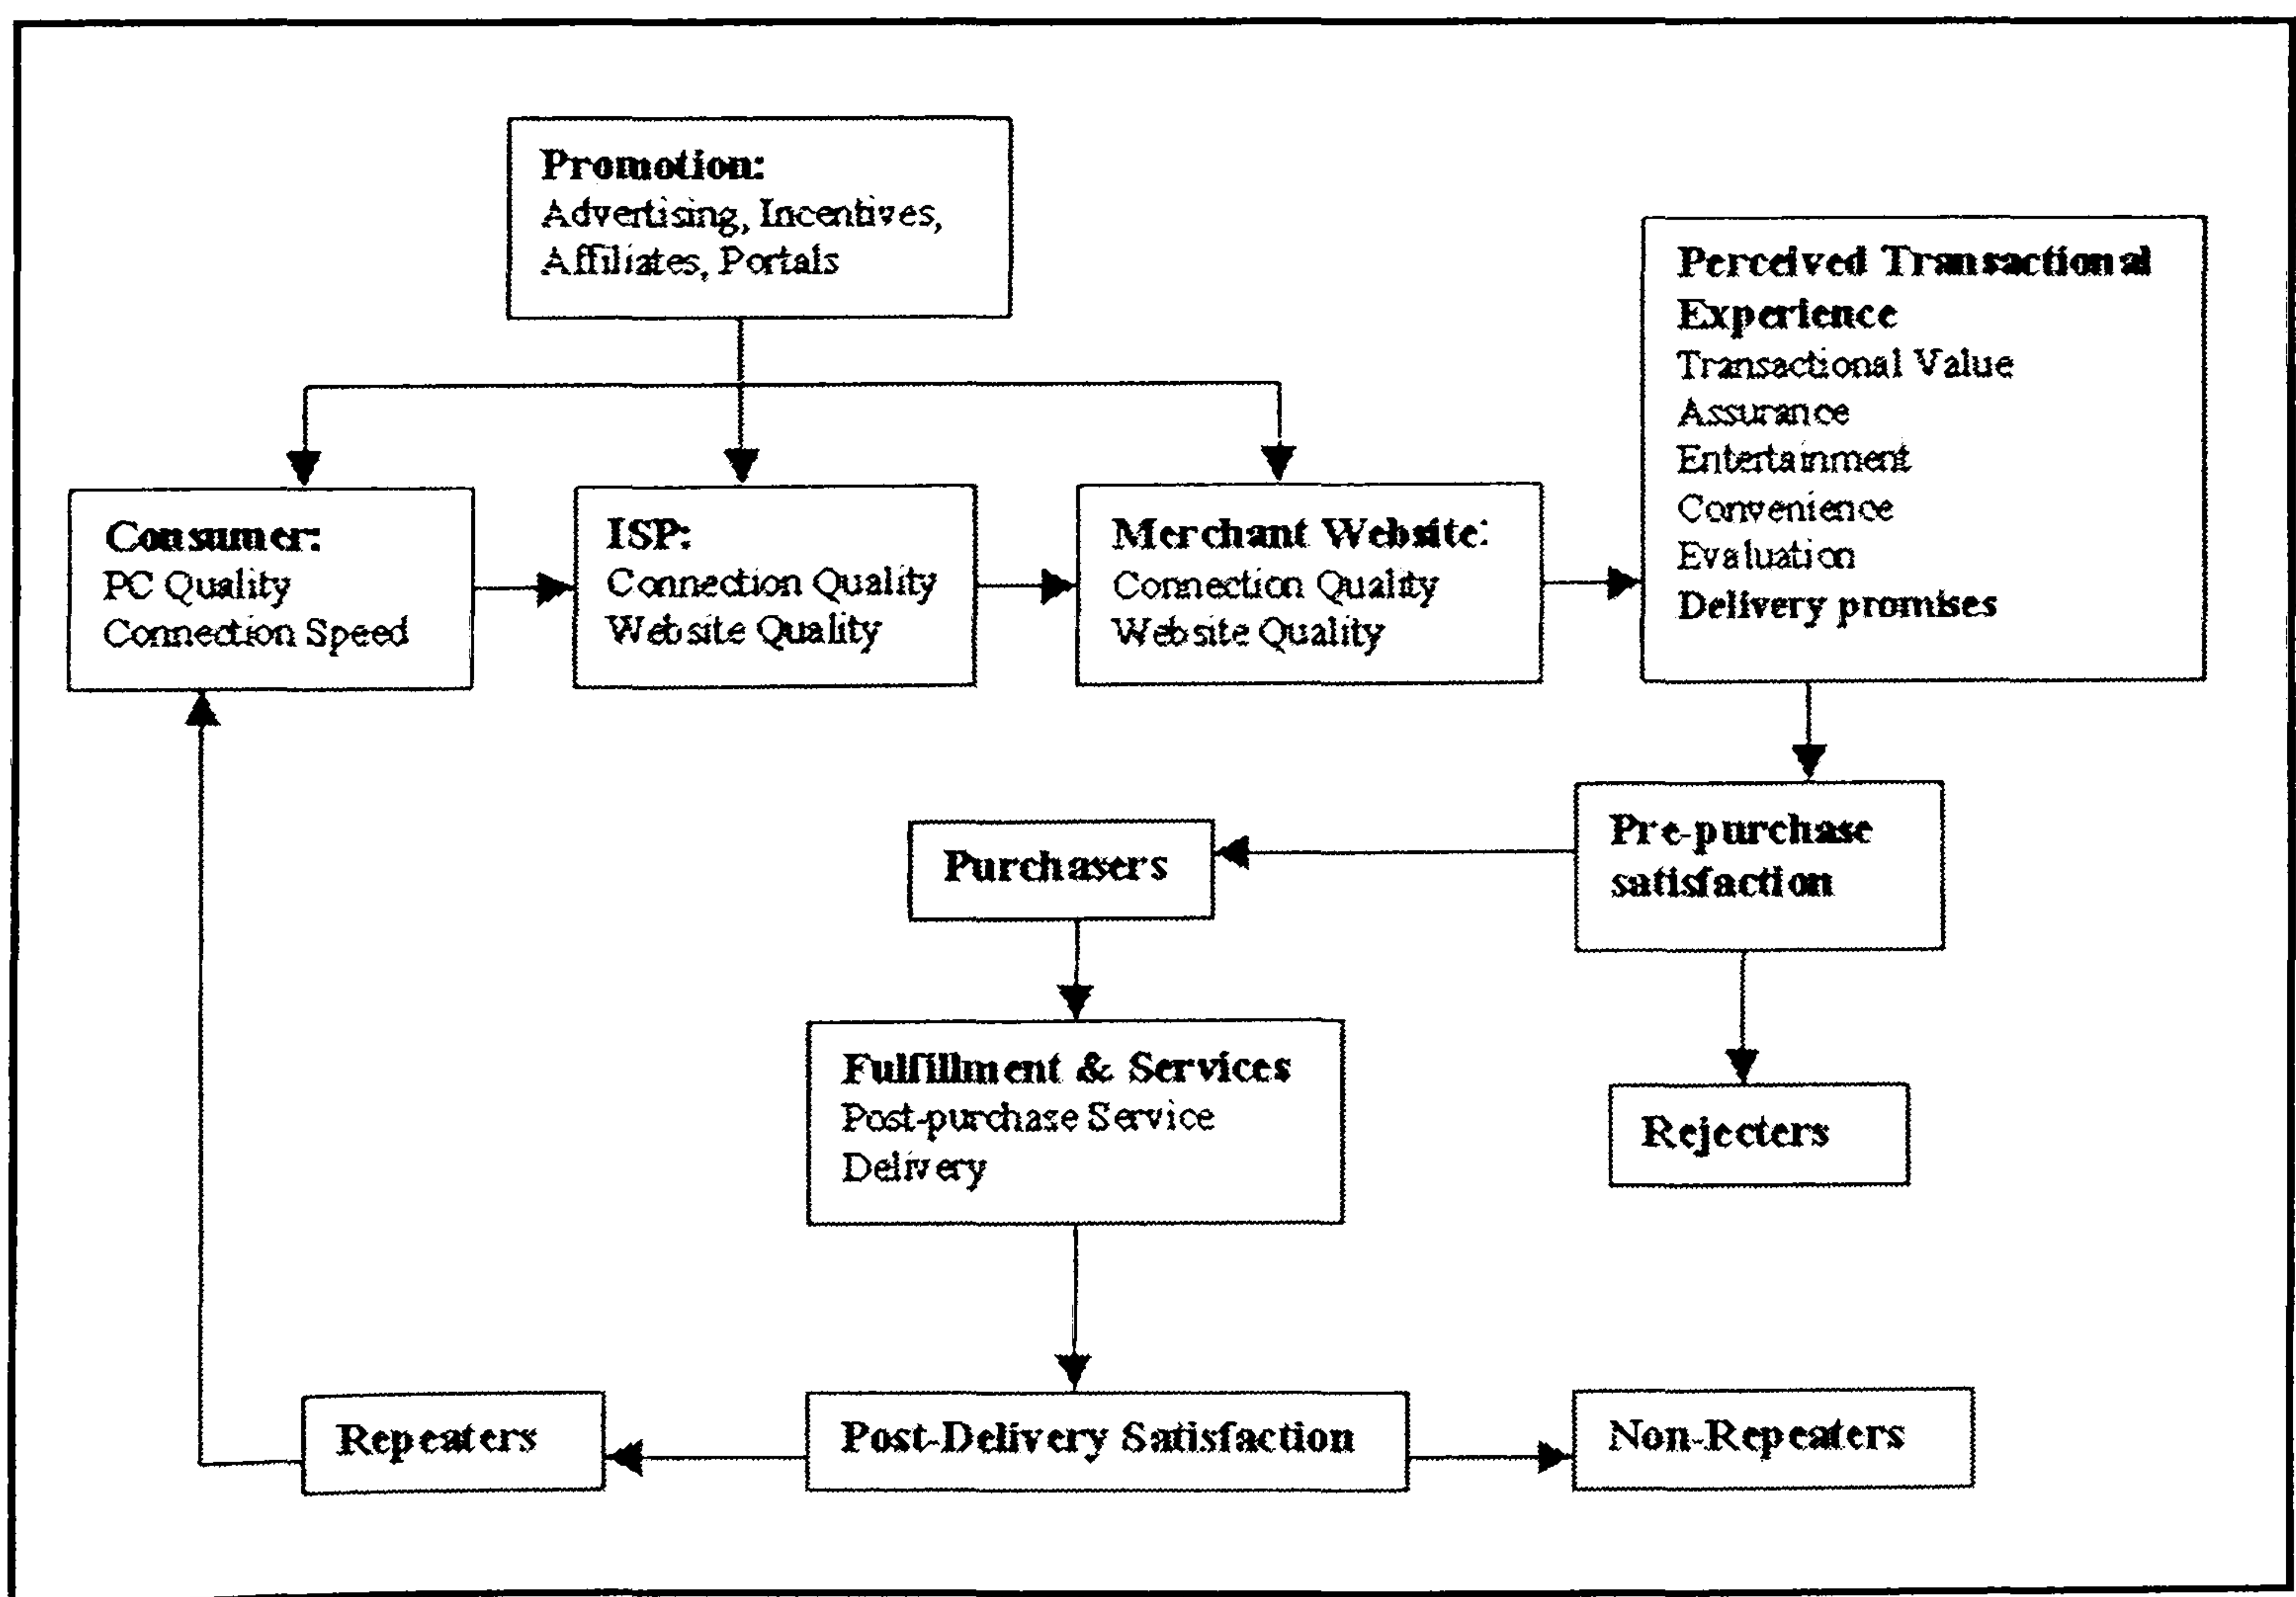 Promotion:
Advertising, Incentives,
Affiliates, Portals
Perceived Transactional
Experience
Transactional Value
Assurance
Entertainment
Convenience
Evaluation
Delivery promises
Consumer:
PC Quality
Connection Speed
ISP:
Connection Quality
Website Quality
Merchant Website:
Connection Quality
Website Quality
Pre-purchase
satisfaction
Purchasers
Fulfillment & Services
Post-purchase Service
Delivery
Rejecters
Repeaters
Post-Delivery Satisfaction
Non-Repeaters